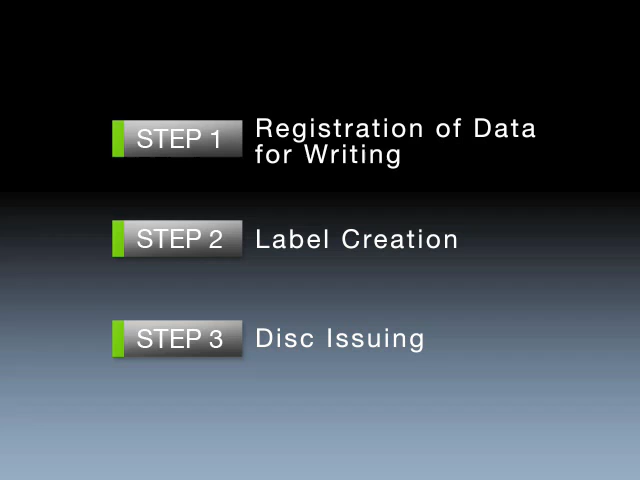 STEP 1
Registration of Data
for Writing
STEP 2
Label Creation
STEP 3
Disc Issuing